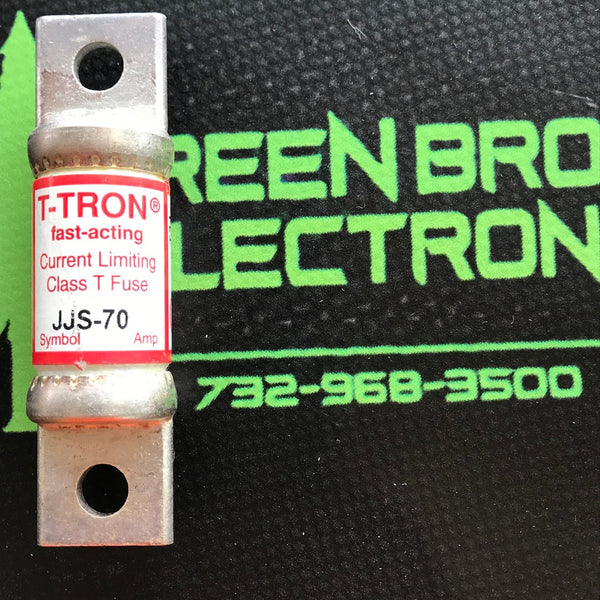 T-TRON®
fast-acting
Current Limiting
Class T Fuse
JJS-70
Symbol Amp
REEN BRO
LECTRON
732-968-3500